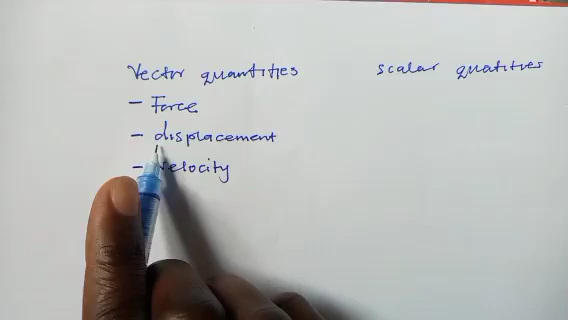 Vector quantities
- Force
- displacement
- velocity
scalar quatities